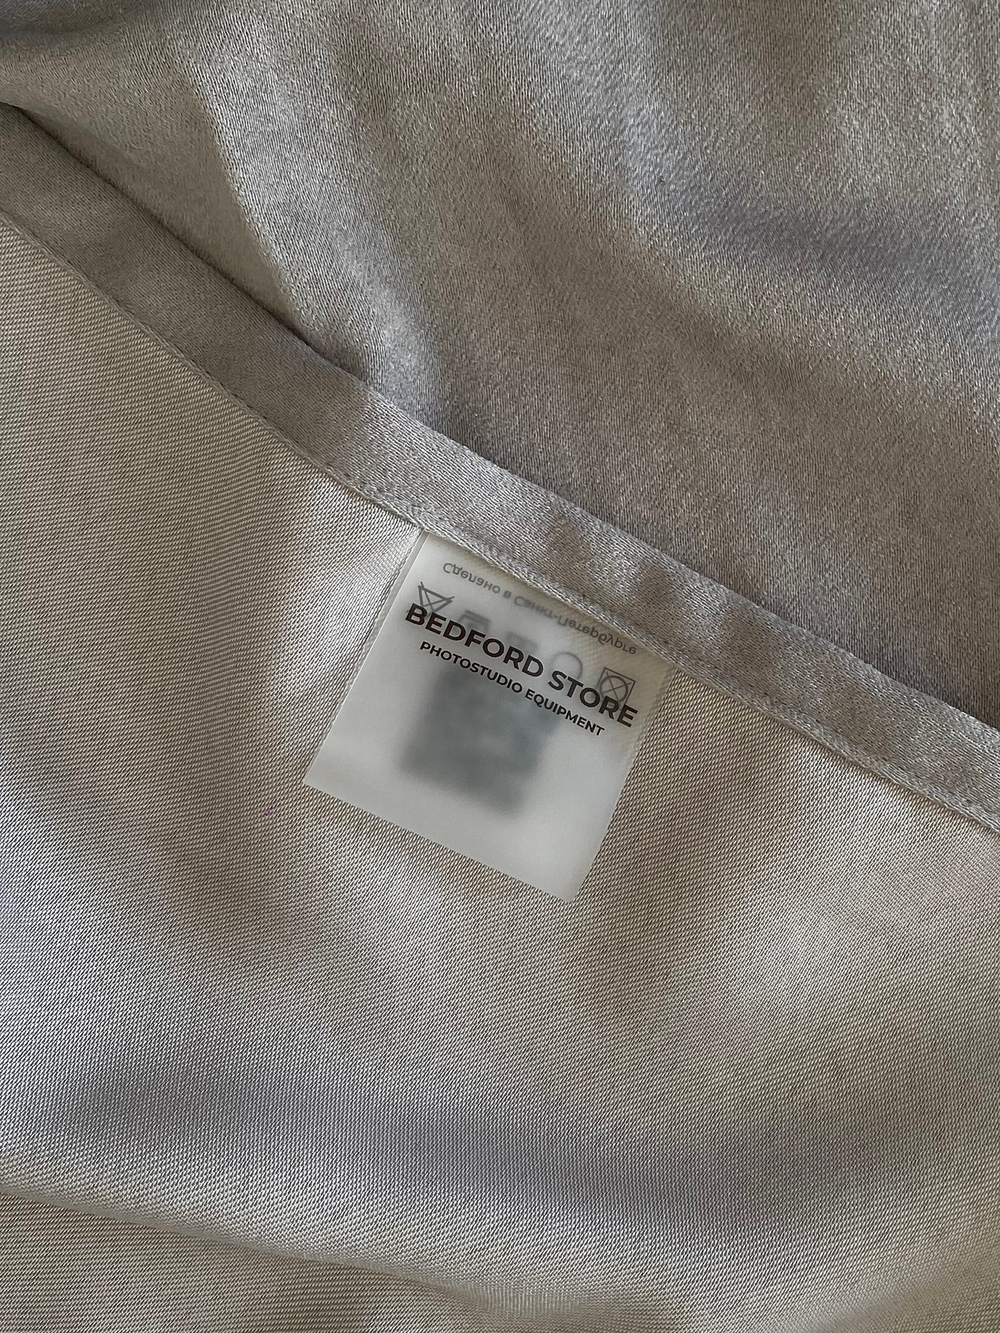 Сделано в Санкт-Петербурге
BEDFORD STORE
PHOTOSTUDIO EQUIPMENT